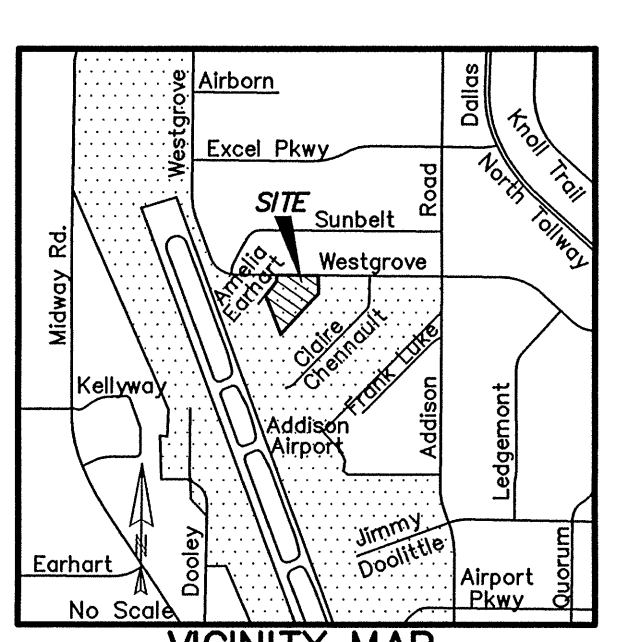 Airborn
Westgrove
Excel Pkwy
Dallas
Knoll Trail
North Tollway
SITE
Sunbelt
Road
Westgrove
Amelia
Earhart
Midway Rd.
Claire
Chennault
Frank Luke
Kellyway
Addison
Airport
Addison
Ledgemont
Jimmy
Doolittle
Earhart
Dooley
N
Airport
Pkwy
Quorum
No Scale
VICINITY MAP